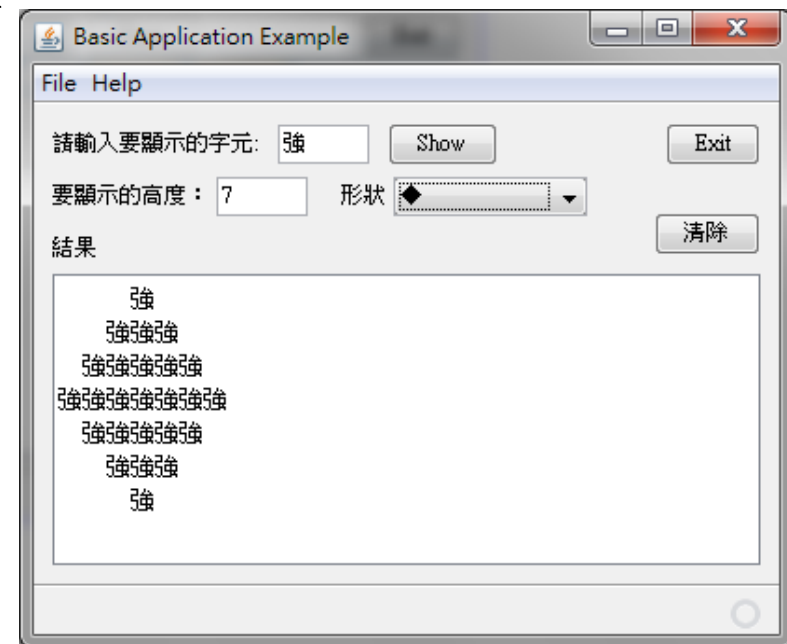 Basic Application Example
File Help
請輸入要顯示的字元: 強 Show Exit
要顯示的高度： 7 形狀 ◆
清除
結果
強
強強強
強強強強強
強強強強強強強
強強強強強
強強強
強